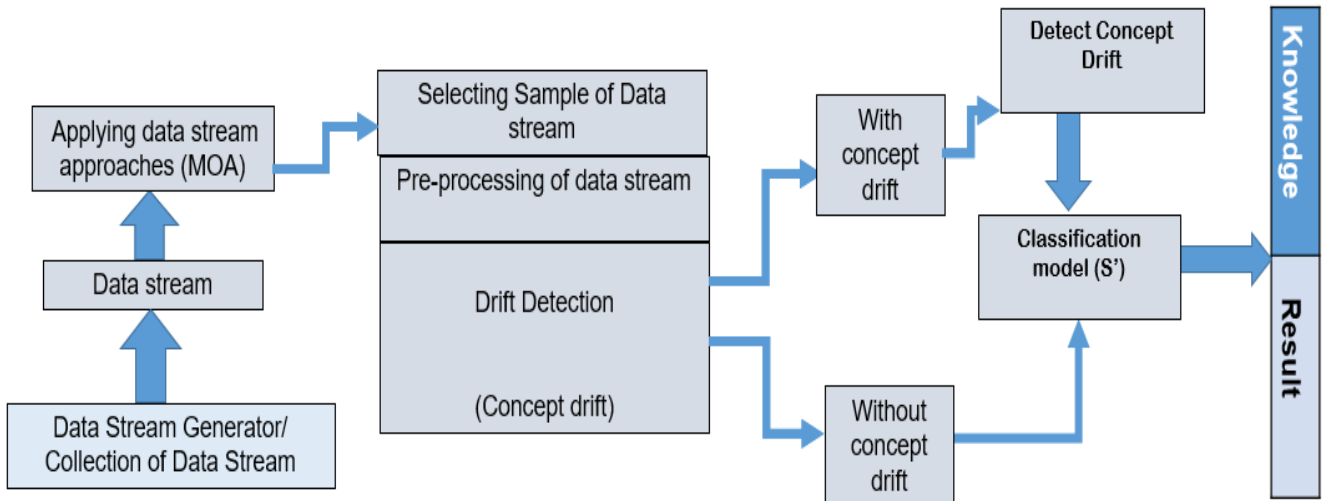 Data Stream Generator/
Collection of Data Stream
Data stream
Applying data stream
approaches (MOA)
Selecting Sample of Data
stream
Pre-processing of data stream
Drift Detection
(Concept drift)
With
concept
drift
Without
concept
drift
Detect Concept
Drift
Classification
model (S’)
Knowledge
Result